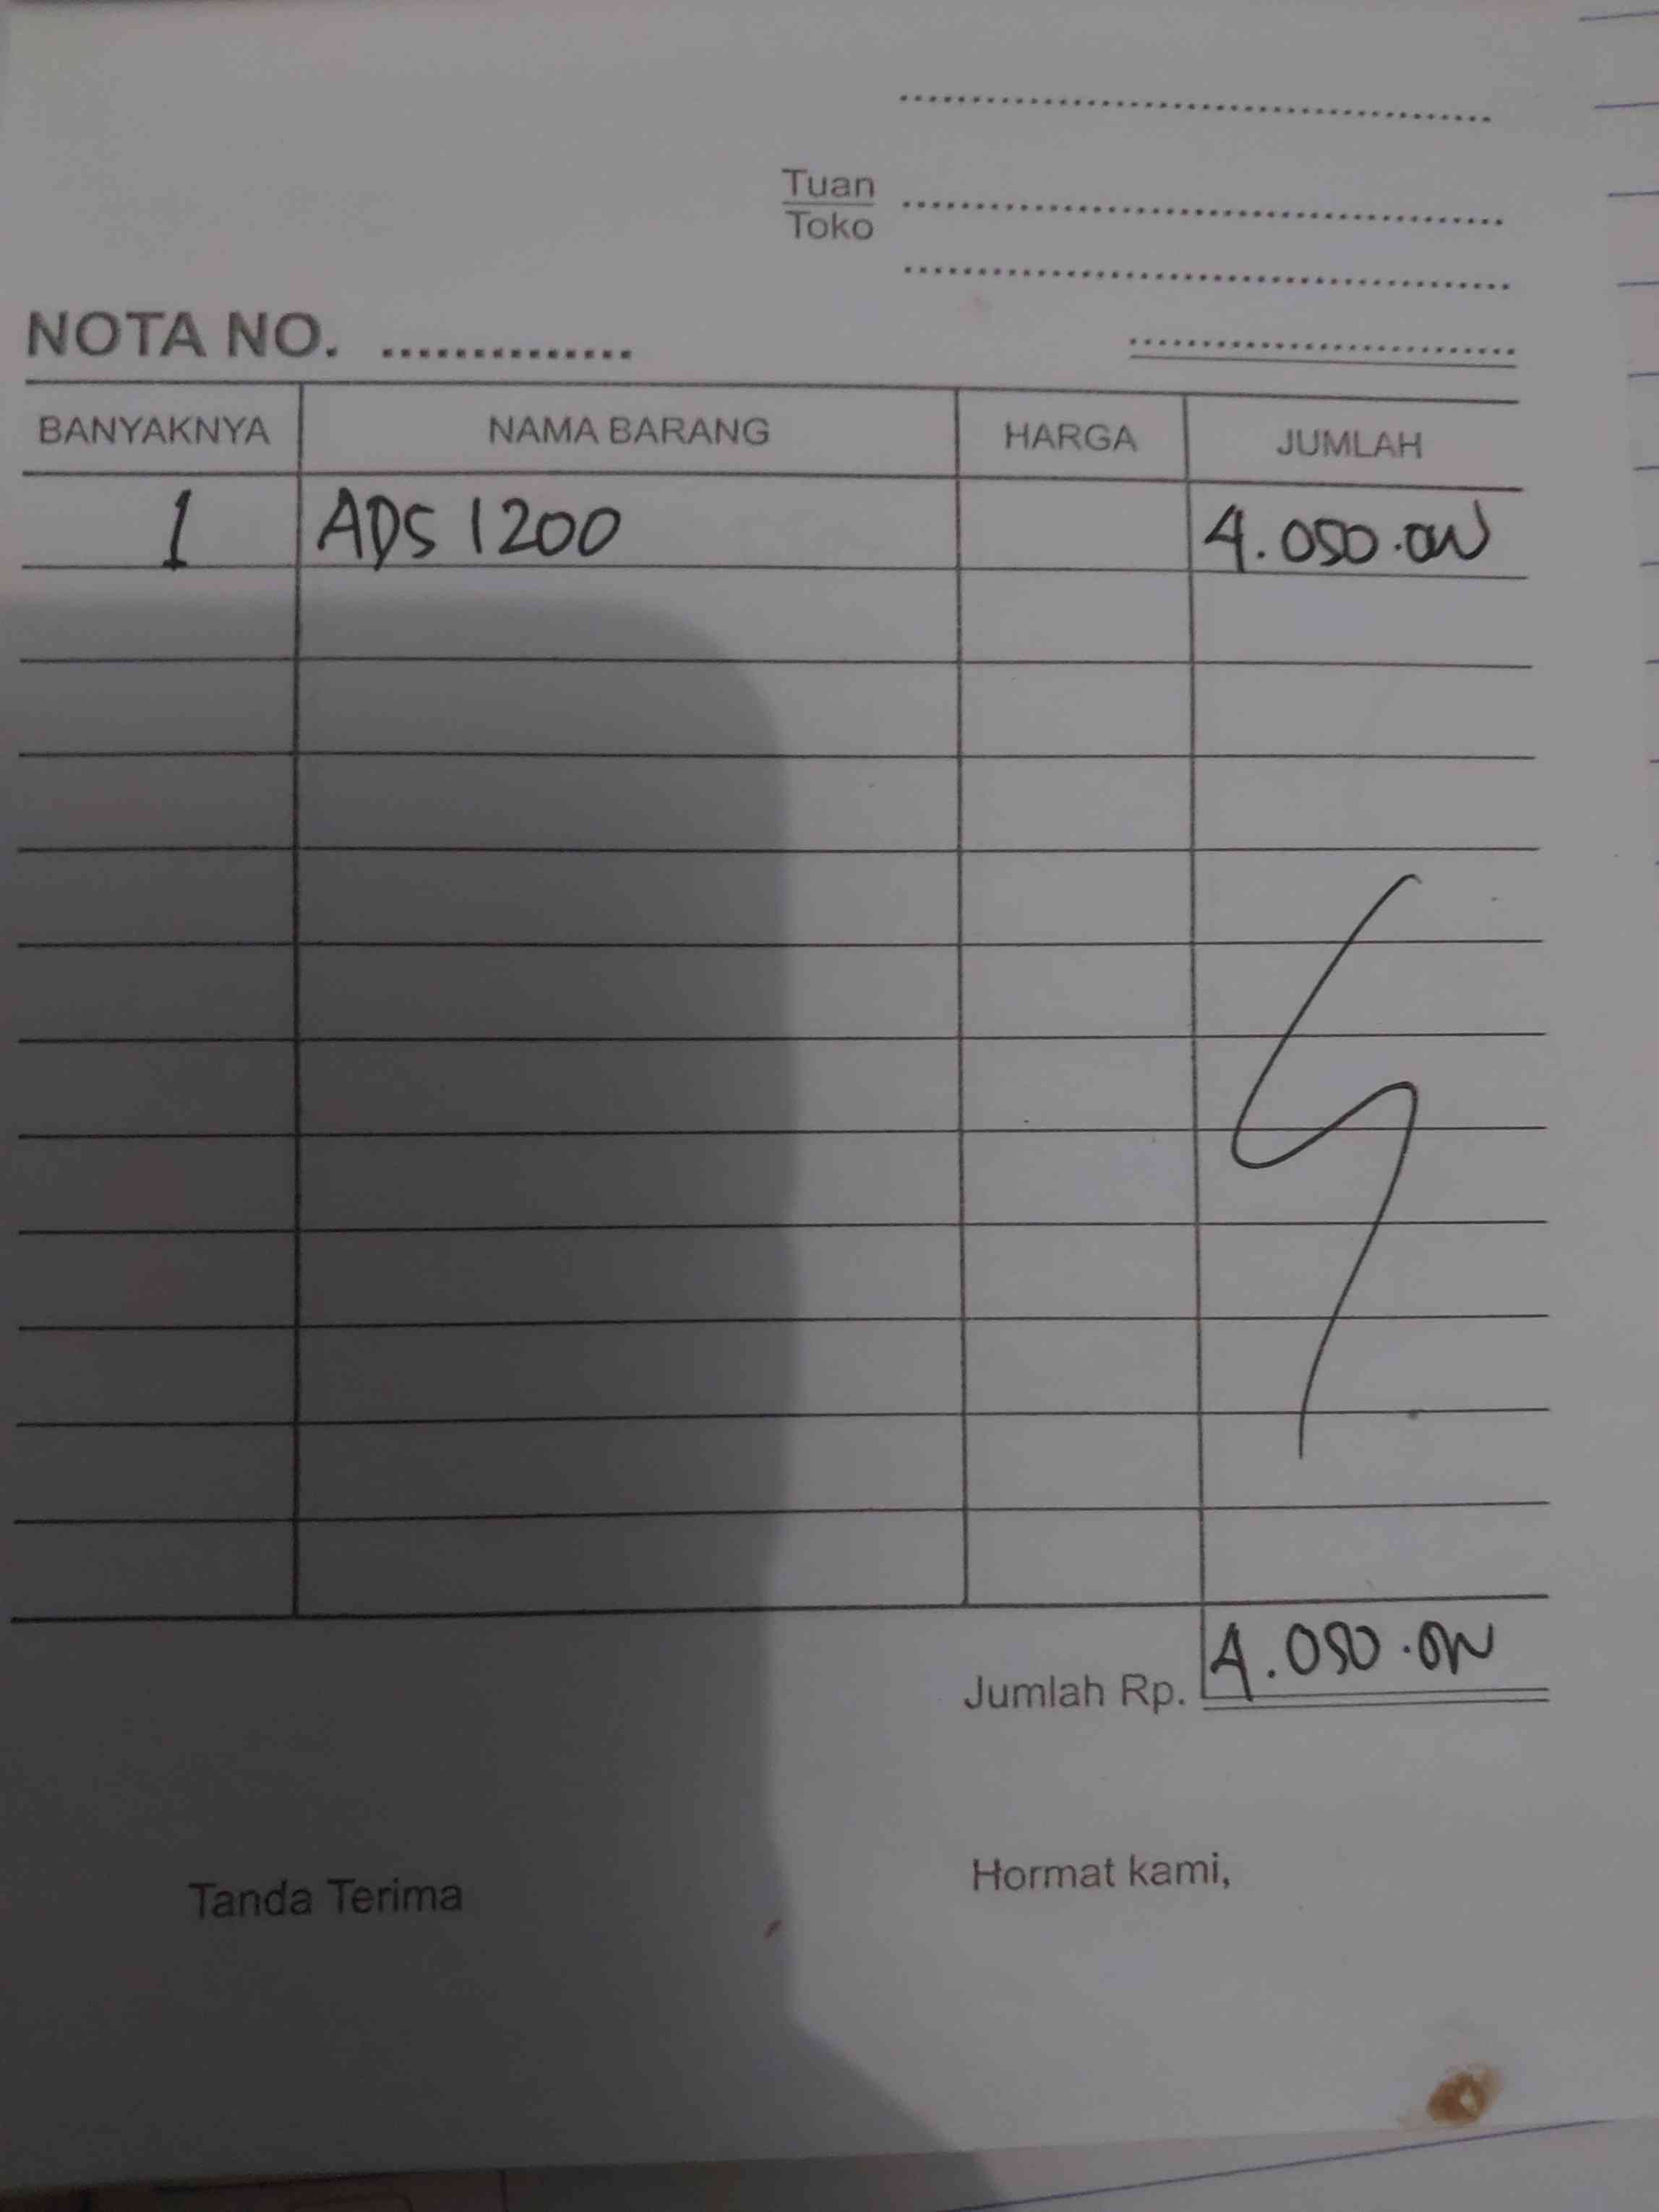 Tuan
Toko
NOTA NO. ..............
BANYAKNYA NAMA BARANG HARGA JUMLAH
1 ADS 1200 4.050.000
Jumlah Rp. 4.050.000
Tanda Terima Hormat kami,